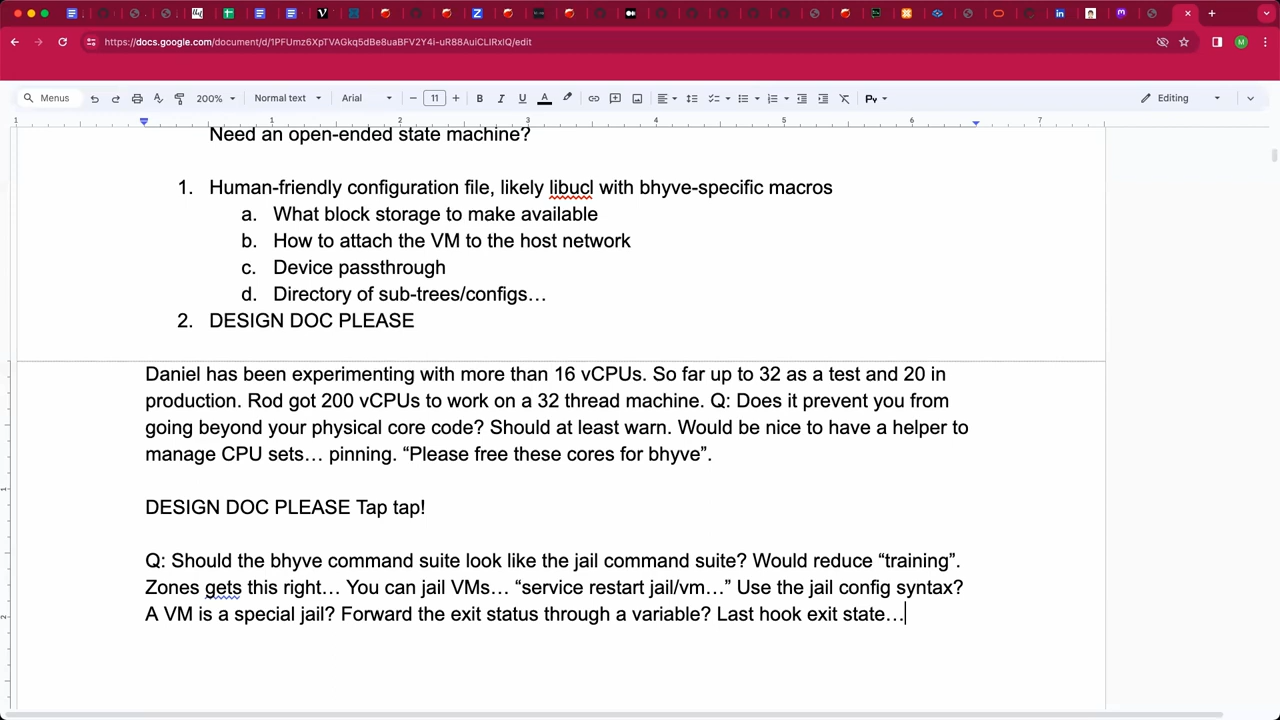 https://docs.google.com/document/d/1PFUmz6XpTVAGkq5dBe8uaBFV2Y4i-uR88AuiCLIRxIQ/edit
Menus 200% Normal text Arial 11 Editing
1 1 2 3 4 5 6 7
Need an open-ended state machine?
1. Human-friendly configuration file, likely libucl with bhyve-specific macros
a. What block storage to make available
b. How to attach the VM to the host network
c. Device passthrough
d. Directory of sub-trees/configs…
2. DESIGN DOC PLEASE
Daniel has been experimenting with more than 16 vCPUs. So far up to 32 as a test and 20 in
production. Rod got 200 vCPUs to work on a 32 thread machine. Q: Does it prevent you from
going beyond your physical core code? Should at least warn. Would be nice to have a helper to
manage CPU sets… pinning. “Please free these cores for bhyve”.
DESIGN DOC PLEASE Tap tap!
Q: Should the bhyve command suite look like the jail command suite? Would reduce “training”.
Zones gets this right… You can jail VMs… “service restart jail/vm…” Use the jail config syntax?
A VM is a special jail? Forward the exit status through a variable? Last hook exit state…